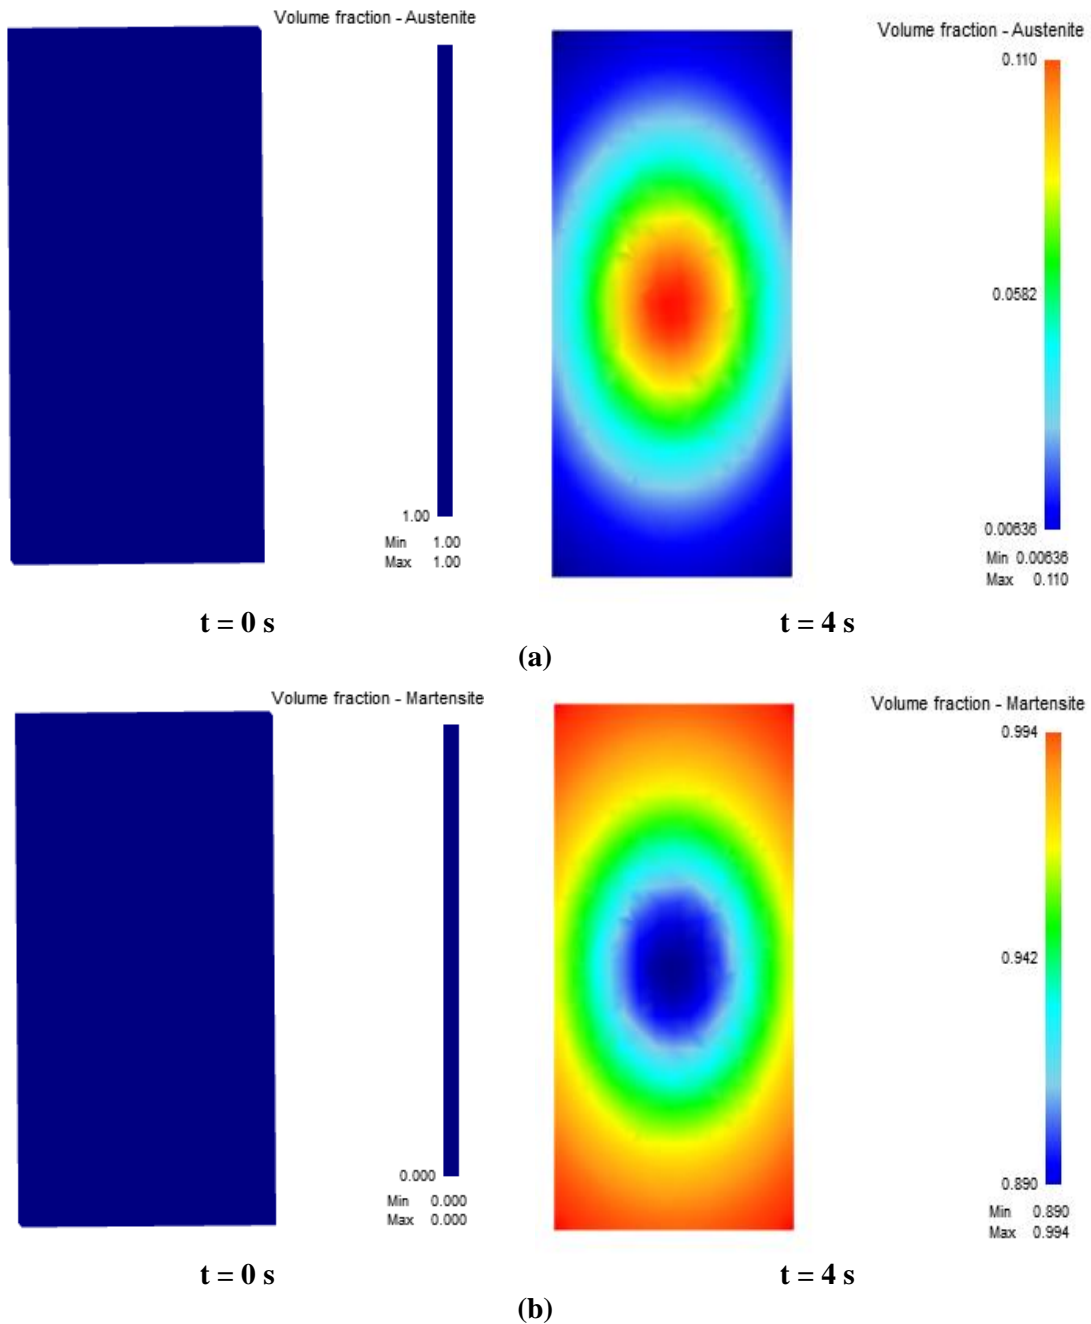 Volume fraction - Austenite
1.00
Min 1.00
Max 1.00
Volume fraction - Austenite
0.110
0.0582
0.00636
Min 0.00636
Max 0.110
t = 0 s
t = 4 s
(a)
Volume fraction - Martensite
0.000
Min 0.000
Max 0.000
Volume fraction - Martensite
0.994
0.942
0.890
Min 0.890
Max 0.994
t = 0 s
t = 4 s
(b)